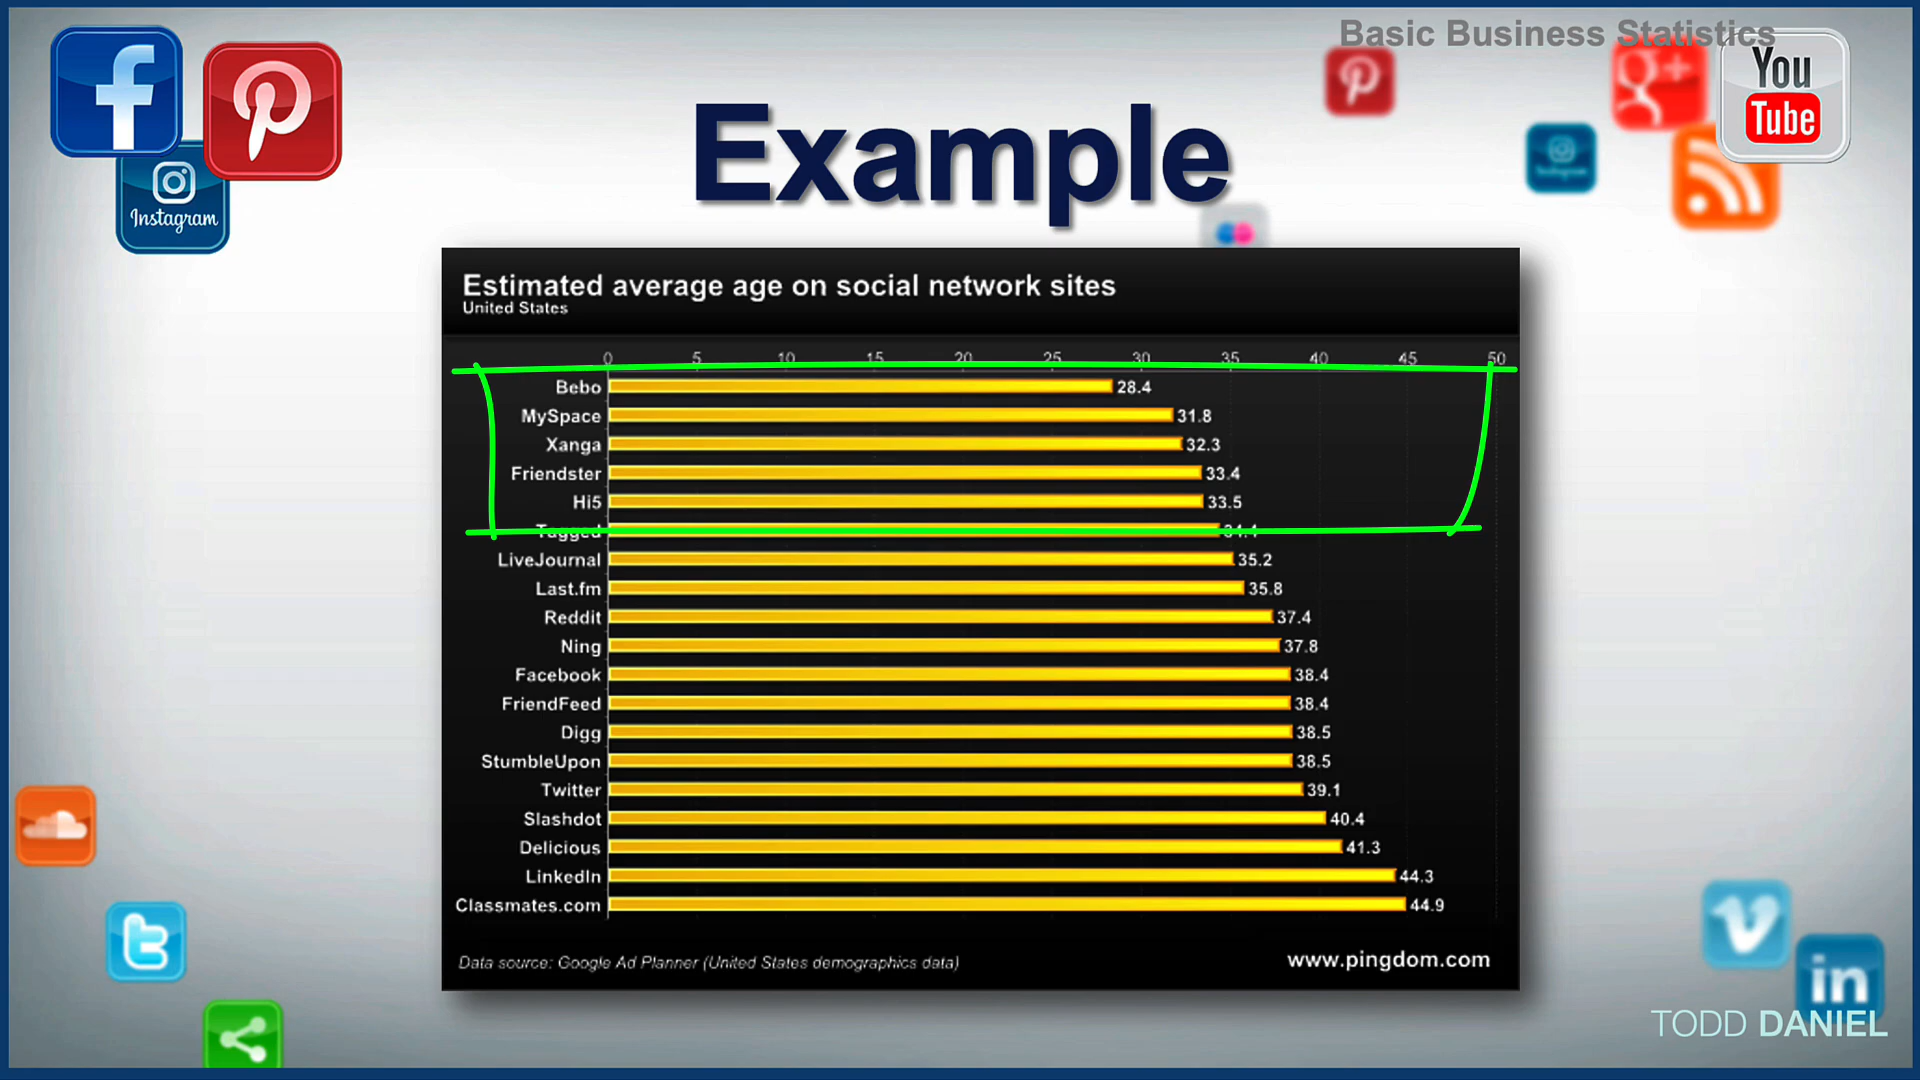 Basic Business Statistics
You
Tube
Instagram
Instagram
Example
Estimated average age on social network sites
United States
0 5 10 15 20 25 30 35 40 45 50
Bebo 28.4
MySpace 31.8
Xanga 32.3
Friendster 33.4
Hi5 33.5
Tagged 34.4
LiveJournal 35.2
Last.fm 35.8
Reddit 37.4
Ning 37.8
Facebook 38.4
FriendFeed 38.4
Digg 38.5
StumbleUpon 38.5
Twitter 39.1
Slashdot 40.4
Delicious 41.3
LinkedIn 44.3
Classmates.com 44.9
Data source: Google Ad Planner (United States demographics data)
www.pingdom.com
in
TODD DANIEL